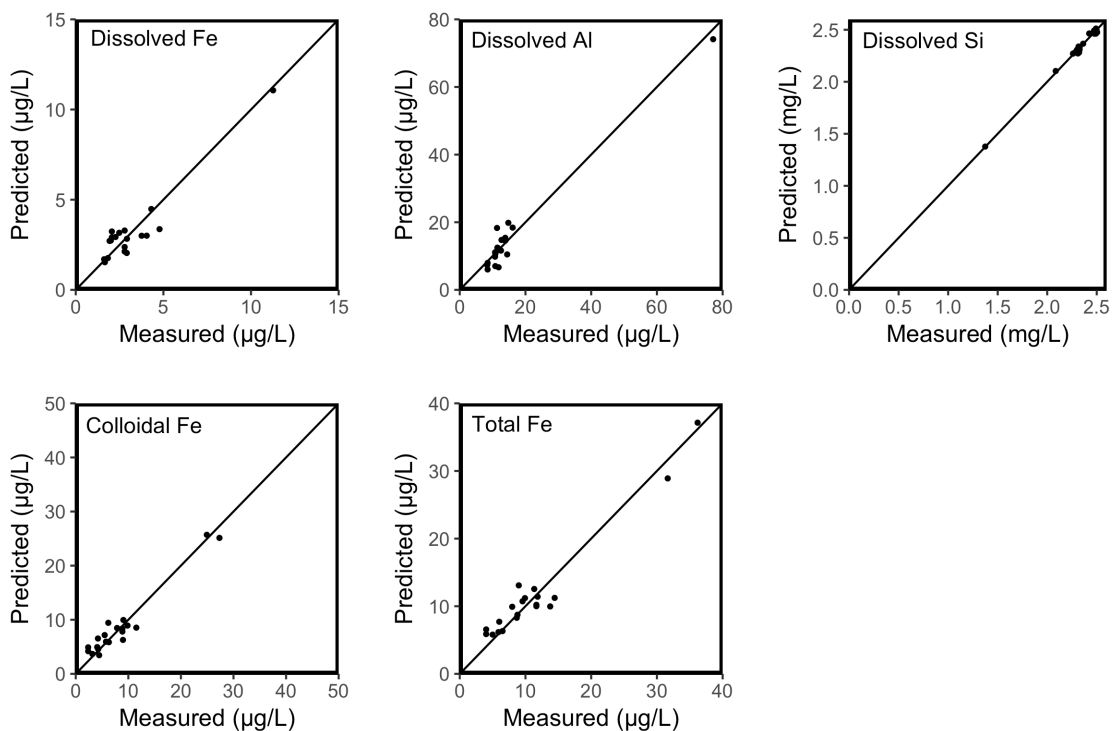 Dissolved Fe
Predicted (µg/L)
15
10
5
0
0 5 10 15
Measured (µg/L)
Dissolved Al
Predicted (µg/L)
80
60
40
20
0
0 20 40 60 80
Measured (µg/L)
Dissolved Si
Predicted (mg/L)
2.5
2.0
1.5
1.0
0.5
0.0
0.0 0.5 1.0 1.5 2.0 2.5
Measured (mg/L)
Colloidal Fe
Predicted (µg/L)
50
40
30
20
10
0
0 10 20 30 50
Measured (µg/L)
Total Fe
Predicted (µg/L)
40
30
20
10
0
0 10 20 30 40
Measured (µg/L)